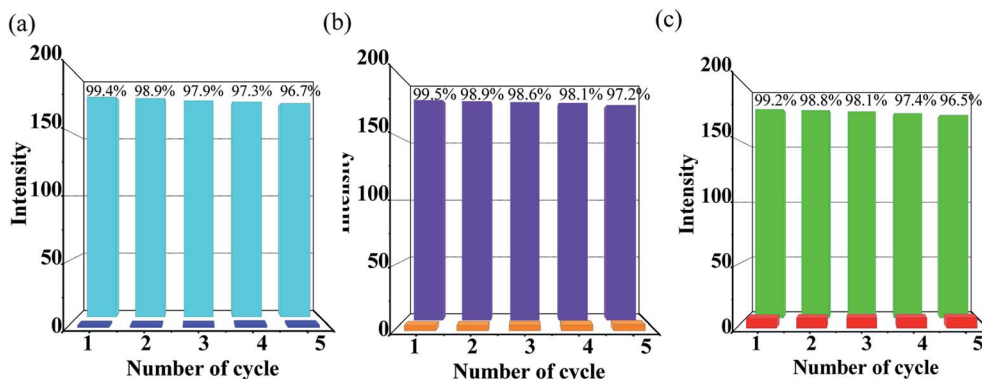 (a)
200
150
100
50
0
Intensity
99.4% 98.9% 97.9% 97.3% 96.7%
1 2 3 4 5
Number of cycle
(b)
200
150
100
50
0
Intensity
99.5% 98.9% 98.6% 98.1% 97.2%
1 2 3 4 5
Number of cycle
(c)
200
150
100
50
0
Intensity
99.2% 98.8% 98.1% 97.4% 96.5%
1 2 3 4 5
Number of cycle